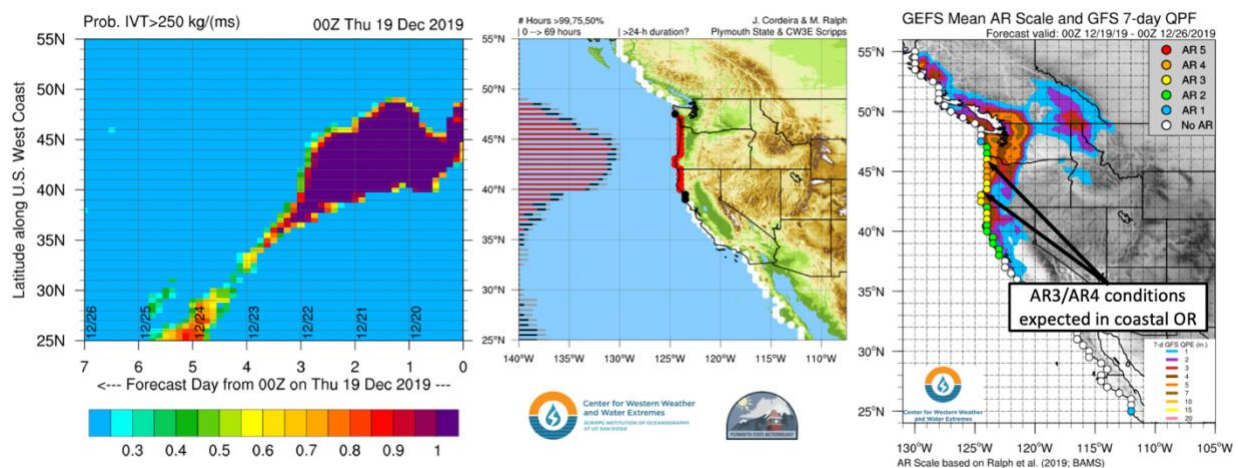 Prob. IVT>250 kg/(ms)
00Z Thu 19 Dec 2019
Latitude along U.S. West Coast
55N
50N
45N
40N
35N
30N
25N
12/26
12/25
12/24
12/23
12/22
12/21
12/20
7 6 5 4 3 2 1 0
<--- Forecast Day from 00Z on Thu 19 Dec 2019 ---
0.3 0.4 0.5 0.6 0.7 0.8 0.9 1
# Hours >99,75,50%
J. Cordeira & M. Ralph
| 0 --> 69 hours
| >24-h duration?
Plymouth State & CW3E Scripps
55°N
50°N
45°N
40°N
35°N
30°N
25°N
140°W 135°W 130°W 125°W 120°W 115°W 110°W
Center for Western Weather
and Water Extremes
SCRIPPS INSTITUTION OF OCEANOGRAPHY
AT UC SAN DIEGO
PLYMOUTH STATE METEOROLOGY
GEFS Mean AR Scale and GFS 7-day QPF
Forecast valid: 00Z 12/19/19 - 00Z 12/26/2019
55°N
50°N
45°N
40°N
35°N
30°N
25°N
AR 5
AR 4
AR 3
AR 2
AR 1
No AR
AR3/AR4 conditions
expected in coastal OR
7-d GFS QPE (in.)
1
2
3
4
5
7
10
15
20
Center for Western Weather
and Water Extremes
130°W 125°W 120°W 115°W 110°W 105°W
AR Scale based on Ralph et al. (2019; BAMS)